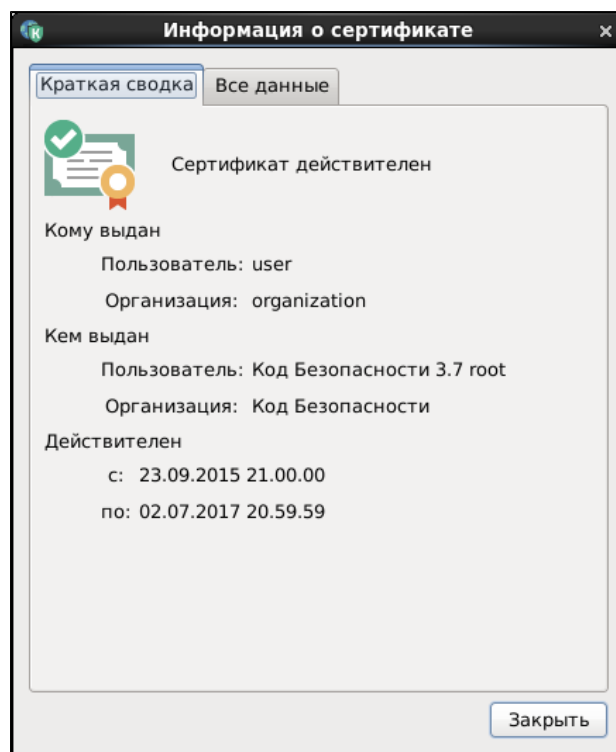 Информация о сертификате
Краткая сводка Все данные
Сертификат действителен
Кому выдан
Пользователь: user
Организация: organization
Кем выдан
Пользователь: Код Безопасности 3.7 root
Организация: Код Безопасности
Действителен
с: 23.09.2015 21.00.00
по: 02.07.2017 20.59.59
Закрыть